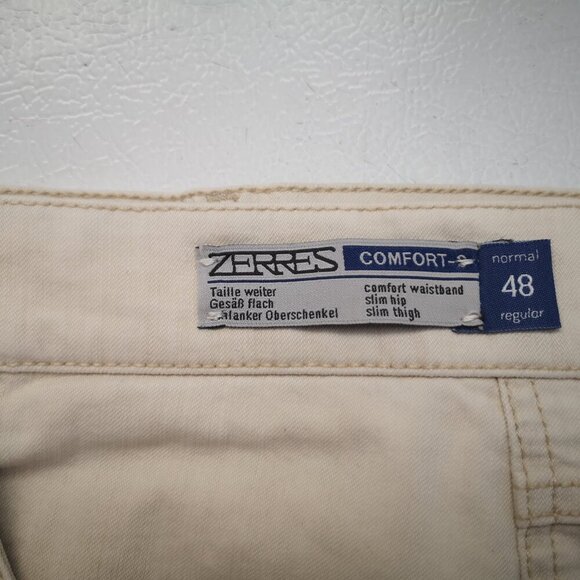 ZERRES COMFORT-S
Taille weiter
Gesäß flach
Oberschenkel
comfort waistband
slim hip
slim thigh
normal
48
regular